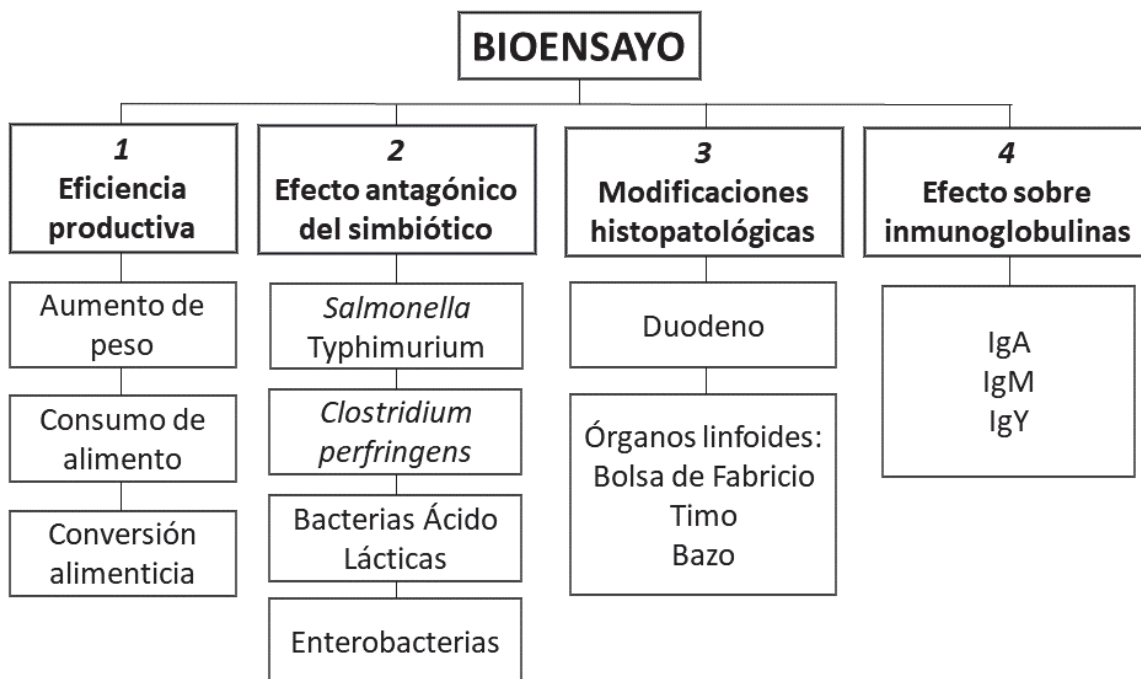 BIOENSAYO
1
Eficiencia
productiva
Aumento de
peso
Consumo de
alimento
Conversión
alimenticia
2
Efecto antagónico
del simbiótico
Salmonella
Typhimurium
Clostridium
perfringens
Bacterias Ácido
Lácticas
Enterobacterias
3
Modificaciones
histopatológicas
Duodeno
Órganos linfoides:
Bolsa de Fabricio
Timo
Bazo
4
Efecto sobre
inmunoglobulinas
IgA
IgM
IgY